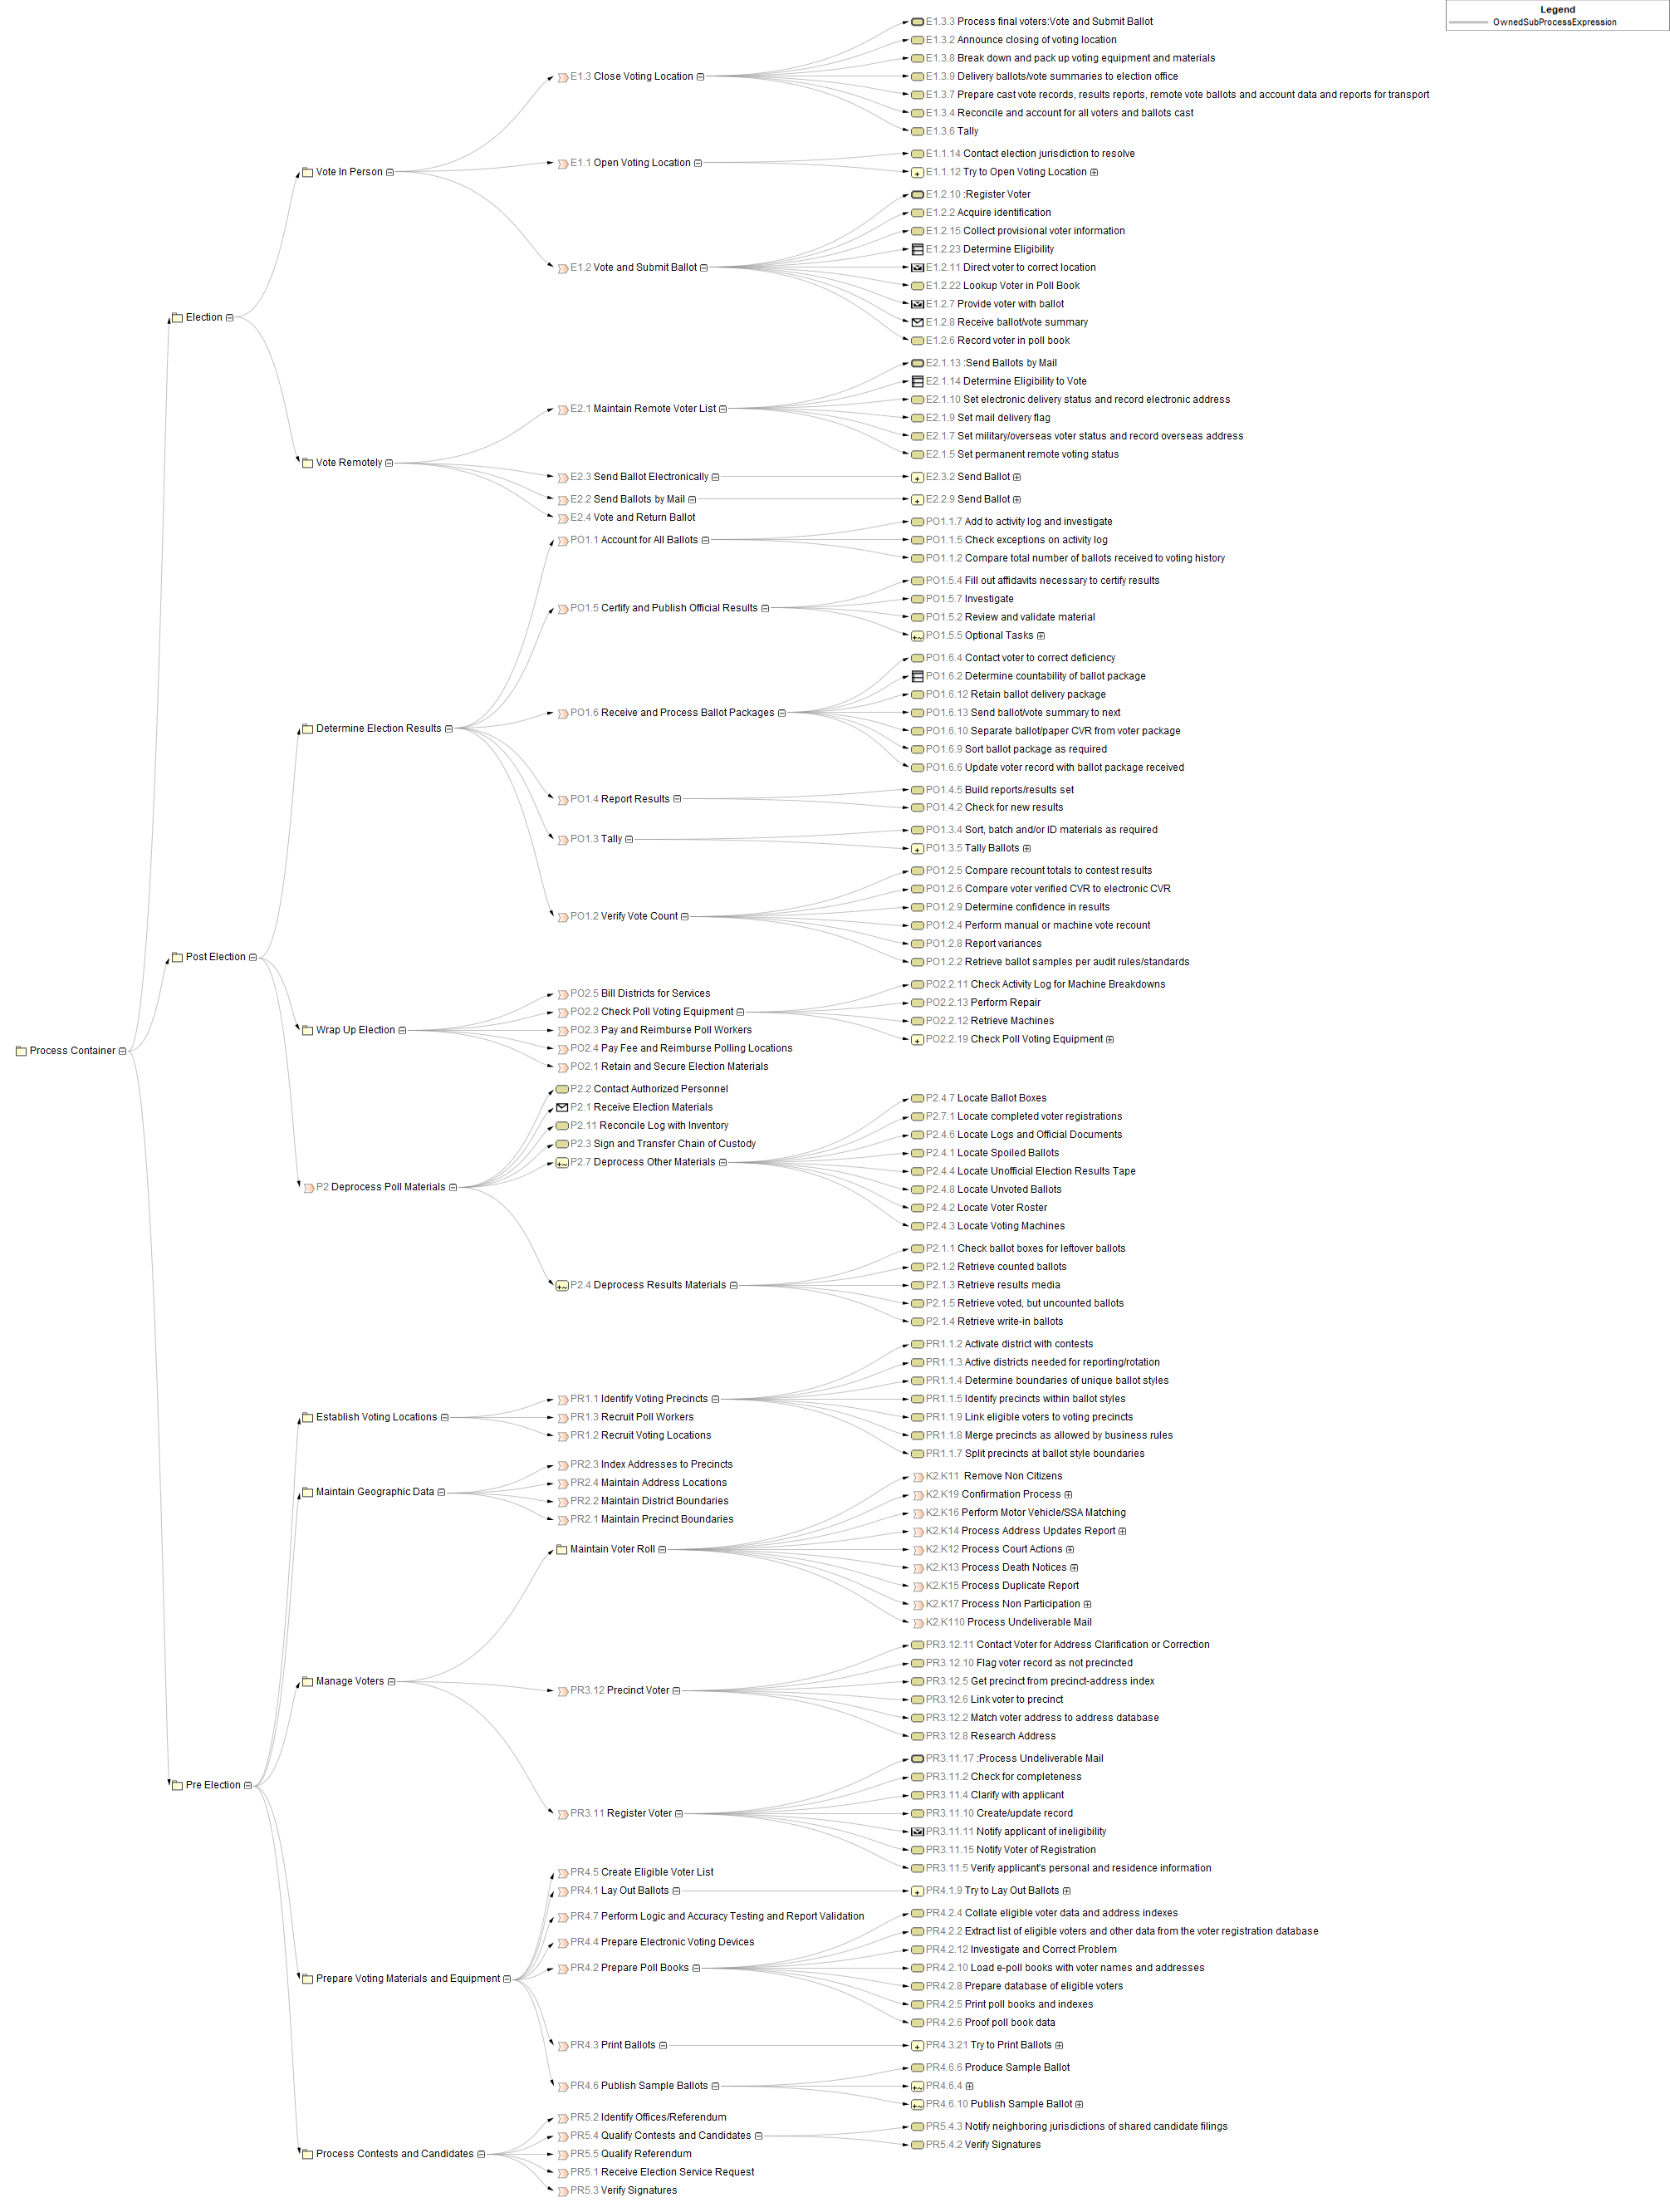 Legend
OwnedSubProcessExpression
E1.3.3 Process final voters:Vote and Submit Ballot
E1.3.2 Announce closing of voting location
E1.3.8 Break down and pack up voting equipment and materials
E1.3 Close Voting Location
E1.3.9 Delivery ballots/vote summaries to election office
E1.3.7 Prepare cast vote records, results reports, remote vote ballots and account data and reports for transport
E1.3.4 Reconcile and account for all voters and ballots cast
E1.3.6 Tally
E1.1.14 Contact election jurisdiction to resolve
E1.1 Open Voting Location
Vote In Person
E1.1.12 Try to Open Voting Location
E1.2.10 :Register Voter
E1.2.2 Acquire identification
E1.2.15 Collect provisional voter information
E1.2.23 Determine Eligibility
E1.2 Vote and Submit Ballot
E1.2.11 Direct voter to correct location
E1.2.22 Lookup Voter in Poll Book
E1.2.7 Provide voter with ballot
Election
E1.2.8 Receive ballot/vote summary
E1.2.6 Record voter in poll book
E2.1.13 :Send Ballots by Mail
E2.1.14 Determine Eligibility to Vote
E2.1.10 Set electronic delivery status and record electronic address
E2.1 Maintain Remote Voter List
E2.1.9 Set mail delivery flag
E2.1.7 Set military/overseas voter status and record overseas address
E2.1.5 Set permanent remote voting status
Vote Remotely
E2.3 Send Ballot Electronically
E2.3.2 Send Ballot
E2.2 Send Ballots by Mail
E2.2.9 Send Ballot
E2.4 Vote and Return Ballot
PO1.1.7 Add to activity log and investigate
PO1.1 Account for All Ballots
PO1.1.5 Check exceptions on activity log
PO1.1.2 Compare total number of ballots received to voting history
PO1.5.4 Fill out affidavits necessary to certify results
PO1.5.7 Investigate
PO1.5 Certify and Publish Official Results
PO1.5.2 Review and validate material
PO1.5.5 Optional Tasks
PO1.6.4 Contact voter to correct deficiency
PO1.6.2 Determine countability of ballot package
PO1.6.12 Retain ballot delivery package
PO1.6 Receive and Process Ballot Packages
PO1.6.13 Send ballot/vote summary to next
Determine Election Results
PO1.6.10 Separate ballot/paper CVR from voter package
PO1.6.9 Sort ballot package as required
PO1.6.6 Update voter record with ballot package received
PO1.4.5 Build reports/results set
PO1.4 Report Results
PO1.4.2 Check for new results
PO1.3.4 Sort, batch and/or ID materials as required
PO1.3 Tally
PO1.3.5 Tally Ballots
PO1.2.5 Compare recount totals to contest results
PO1.2.6 Compare voter verified CVR to electronic CVR
PO1.2.9 Determine confidence in results
PO1.2 Verify Vote Count
PO1.2.4 Perform manual or machine vote recount
PO1.2.8 Report variances
Post Election
PO1.2.2 Retrieve ballot samples per audit rules/standards
PO2.2.11 Check Activity Log for Machine Breakdowns
PO2.5 Bill Districts for Services
PO2.2.13 Perform Repair
PO2.2 Check Poll Voting Equipment
PO2.2.12 Retrieve Machines
Wrap Up Election
PO2.3 Pay and Reimburse Poll Workers
PO2.2.19 Check Poll Voting Equipment
Process Container
PO2.4 Pay Fee and Reimburse Polling Locations
PO2.1 Retain and Secure Election Materials
P2.2 Contact Authorized Personnel
P2.4.7 Locate Ballot Boxes
P2.1 Receive Election Materials
P2.7.1 Locate completed voter registrations
P2.11 Reconcile Log with Inventory
P2.4.6 Locate Logs and Official Documents
P2.3 Sign and Transfer Chain of Custody
P2.4.1 Locate Spoiled Ballots
P2.7 Deprocess Other Materials
P2.4.4 Locate Unofficial Election Results Tape
P2 Deprocess Poll Materials
P2.4.8 Locate Unvoted Ballots
P2.4.2 Locate Voter Roster
P2.4.3 Locate Voting Machines
P2.1.1 Check ballot boxes for leftover ballots
P2.1.2 Retrieve counted ballots
P2.4 Deprocess Results Materials
P2.1.3 Retrieve results media
P2.1.5 Retrieve voted, but uncounted ballots
P2.1.4 Retrieve write-in ballots
PR1.1.2 Activate district with contests
PR1.1.3 Active districts needed for reporting/rotation
PR1.1.4 Determine boundaries of unique ballot styles
PR1.1 Identify Voting Precincts
PR1.1.5 Identify precincts within ballot styles
Establish Voting Locations
PR1.3 Recruit Poll Workers
PR1.1.9 Link eligible voters to voting precincts
PR1.2 Recruit Voting Locations
PR1.1.8 Merge precincts as allowed by business rules
PR1.1.7 Split precincts at ballot style boundaries
PR2.3 Index Addresses to Precincts
K2.K11 Remove Non Citizens
PR2.4 Maintain Address Locations
Maintain Geographic Data
K2.K19 Confirmation Process
PR2.2 Maintain District Boundaries
K2.K16 Perform Motor Vehicle/SSA Matching
PR2.1 Maintain Precinct Boundaries
K2.K14 Process Address Updates Report
Maintain Voter Roll
K2.K12 Process Court Actions
K2.K13 Process Death Notices
K2.K15 Process Duplicate Report
K2.K17 Process Non Participation
K2.K110 Process Undeliverable Mail
PR3.12.11 Contact Voter for Address Clarification or Correction
PR3.12.10 Flag voter record as not precincted
Manage Voters
PR3.12.5 Get precinct from precinct-address index
PR3.12 Precinct Voter
PR3.12.6 Link voter to precinct
PR3.12.2 Match voter address to address database
PR3.12.8 Research Address
PR3.11.17 :Process Undeliverable Mail
PR3.11.2 Check for completeness
Pre Election
PR3.11.4 Clarify with applicant
PR3.11 Register Voter
PR3.11.10 Create/update record
PR3.11.11 Notify applicant of ineligibility
PR3.11.15 Notify Voter of Registration
PR3.11.5 Verify applicant's personal and residence information
PR4.5 Create Eligible Voter List
PR4.1 Lay Out Ballots
PR4.1.9 Try to Lay Out Ballots
PR4.2.4 Collate eligible voter data and address indexes
PR4.7 Perform Logic and Accuracy Testing and Report Validation
PR4.2.2 Extract list of eligible voters and other data from the voter registration database
PR4.4 Prepare Electronic Voting Devices
PR4.2.12 Investigate and Correct Problem
PR4.2 Prepare Poll Books
PR4.2.10 Load e-poll books with voter names and addresses
Prepare Voting Materials and Equipment
PR4.2.8 Prepare database of eligible voters
PR4.2.5 Print poll books and indexes
PR4.2.6 Proof poll book data
PR4.3 Print Ballots
PR4.3.21 Try to Print Ballots
PR4.6.6 Produce Sample Ballot
PR4.6 Publish Sample Ballots
PR4.6.4
PR4.6.10 Publish Sample Ballot
PR5.2 Identify Offices/Referendum
PR5.4.3 Notify neighboring jurisdictions of shared candidate filings
PR5.4 Qualify Contests and Candidates
PR5.4.2 Verify Signatures
Process Contests and Candidates
PR5.5 Qualify Referendum
PR5.1 Receive Election Service Request
PR5.3 Verify Signatures